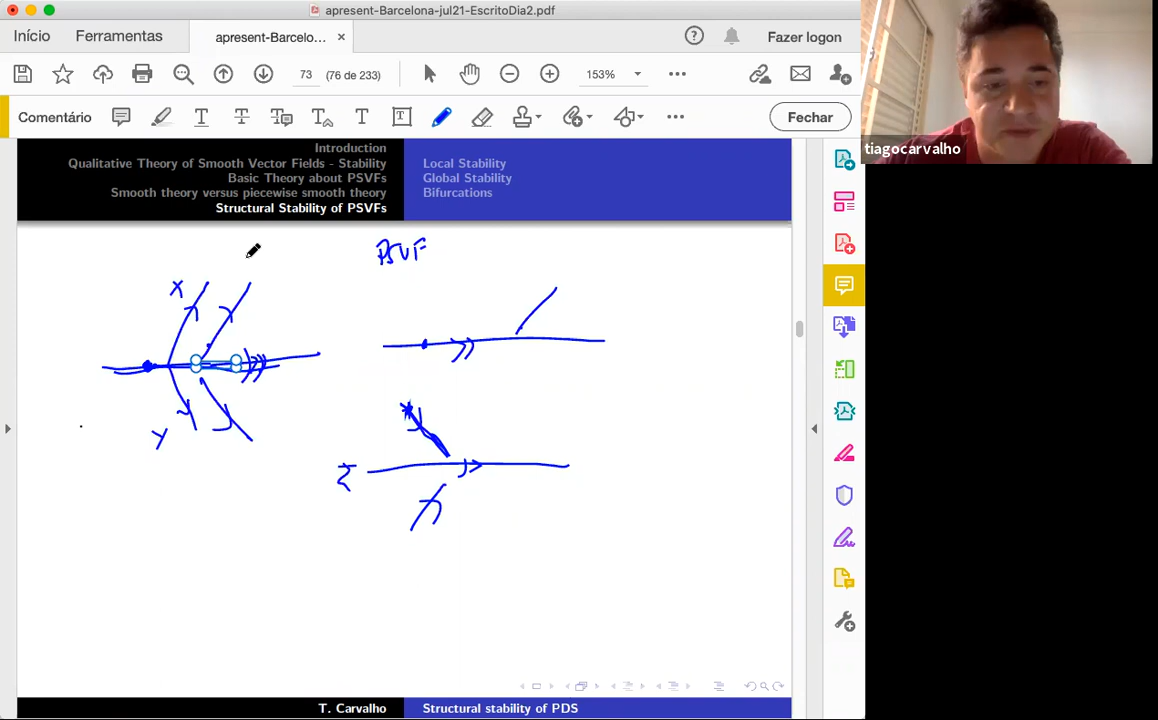 apresent-Barcelona-jul21-EscritoDia2.pdf
Início Ferramentas apresent-Barcelo... Fazer logon
73 (76 de 233) 153%
Comentário Fechar
tiagocarvalho
Introduction
Qualitative Theory of Smooth Vector Fields - Stability
Basic Theory about PSVFs
Smooth theory versus piecewise smooth theory
Structural Stability of PSVFs
Local Stability
Global Stability
Bifurcations
PSVF
X
Y
Σ
T. Carvalho Structural stability of PDS